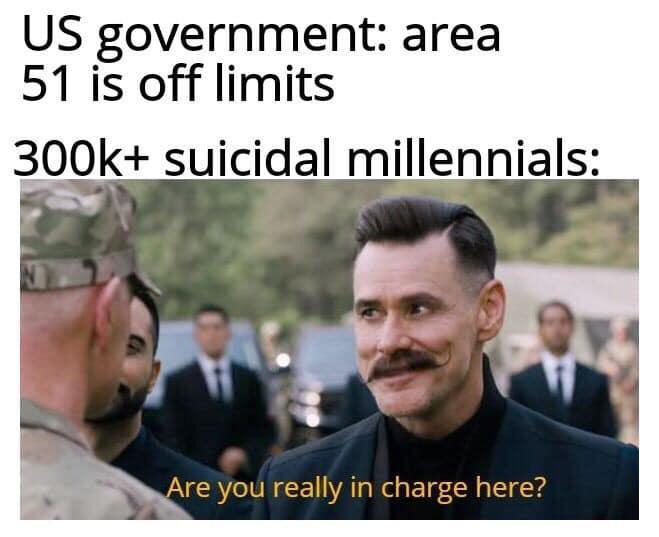 US government: area
51 is off limits
300k+ suicidal millennials:
Are you really in charge here?